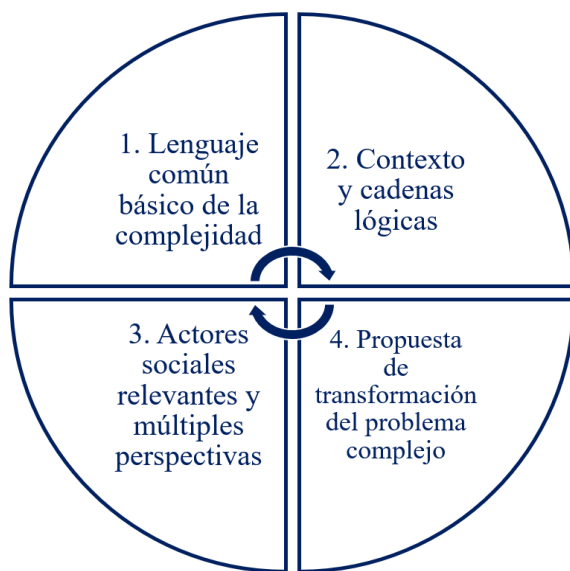 1. Lenguaje
común
básico de la
complejidad
2. Contexto
y cadenas
lógicas
3. Actores
sociales
relevantes y
múltiples
perspectivas
4. Propuesta
de
transformación
del problema
complejo